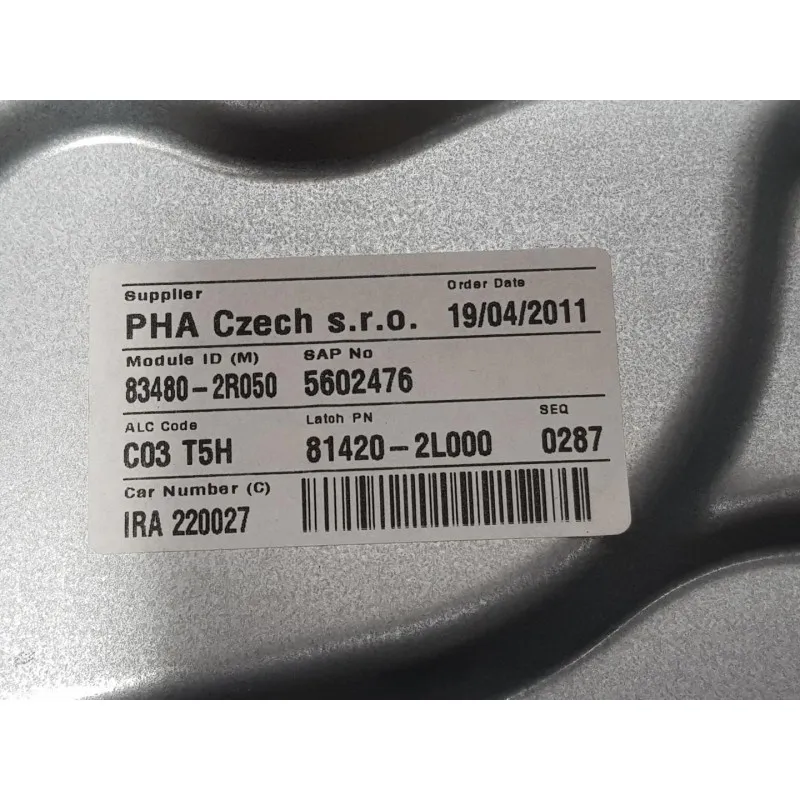 Supplier Order Date
PHA Czech s.r.o. 19/04/2011
Module ID (M) SAP No
83480-2R050 5602476
ALC Code Latch PN SEQ
C03 T5H 81420-2L000 0287
Car Number (C)
IRA 220027